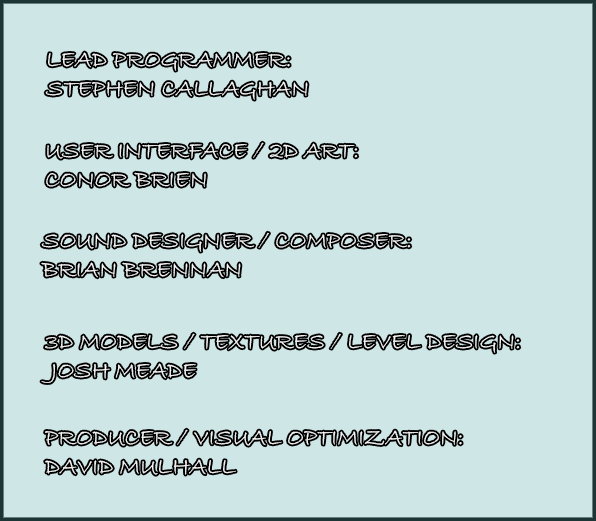 LEAD PROGRAMMER:
STEPHEN CALLAGHAN
USER INTERFACE / 2D ART:
CONOR BRIEN
SOUND DESIGNER / COMPOSER:
BRIAN BRENNAN
3D MODELS / TEXTURES / LEVEL DESIGN:
JOSH MEADE
PRODUCER / VISUAL OPTIMIZATION:
DAVID MULHALL